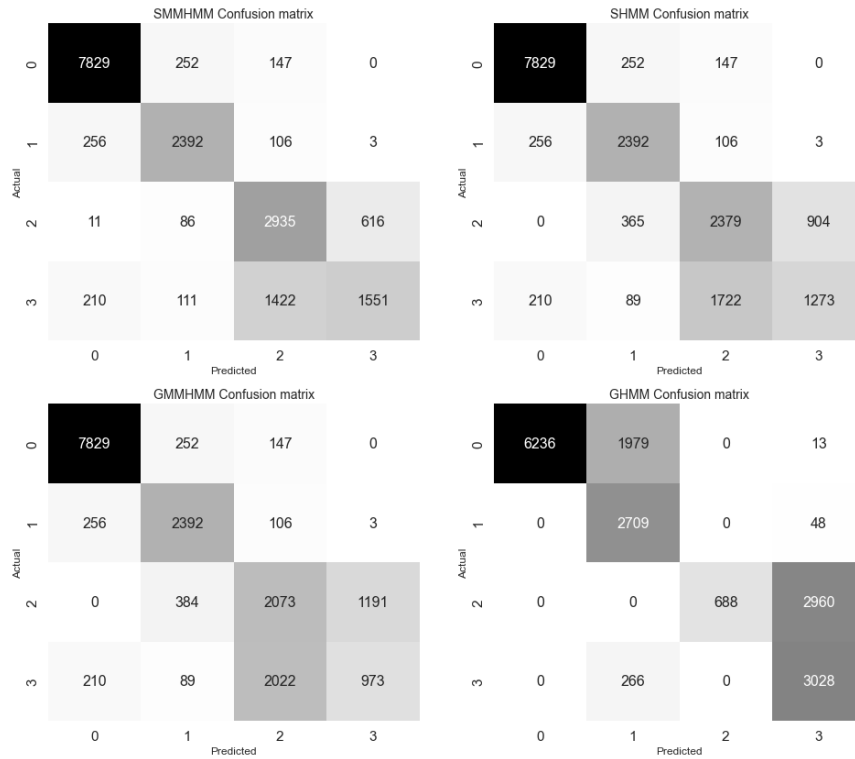 SMMHMM Confusion matrix
0 7829 252 147 0
1 256 2392 106 3
2 11 86 2935 616
3 210 111 1422 1551
0 1 2 3
Actual
Predicted
SHMM Confusion matrix
0 7829 252 147 0
1 256 2392 106 3
2 0 365 2379 904
3 210 89 1722 1273
0 1 2 3
Actual
Predicted
GMMHMM Confusion matrix
0 7829 252 147 0
1 256 2392 106 3
2 0 384 2073 1191
3 210 89 2022 973
0 1 2 3
Actual
Predicted
GHMM Confusion matrix
0 6236 1979 0 13
1 0 2709 0 48
2 0 0 688 2960
3 0 266 0 3028
0 1 2 3
Actual
Predicted